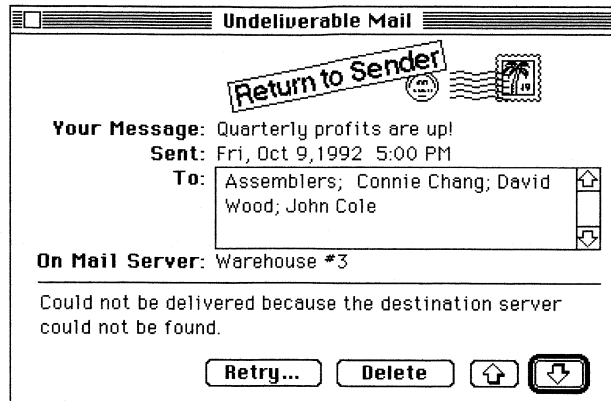 Undeliverable Mail
Return to Sender
19
Your Message: Quarterly profits are up!
Sent: Fri, Oct 9,1992 5:00 PM
To: Assemblers; Connie Chang; David
Wood; John Cole
On Mail Server: Warehouse #3
Could not be delivered because the destination server
could not be found.
Retry... Delete